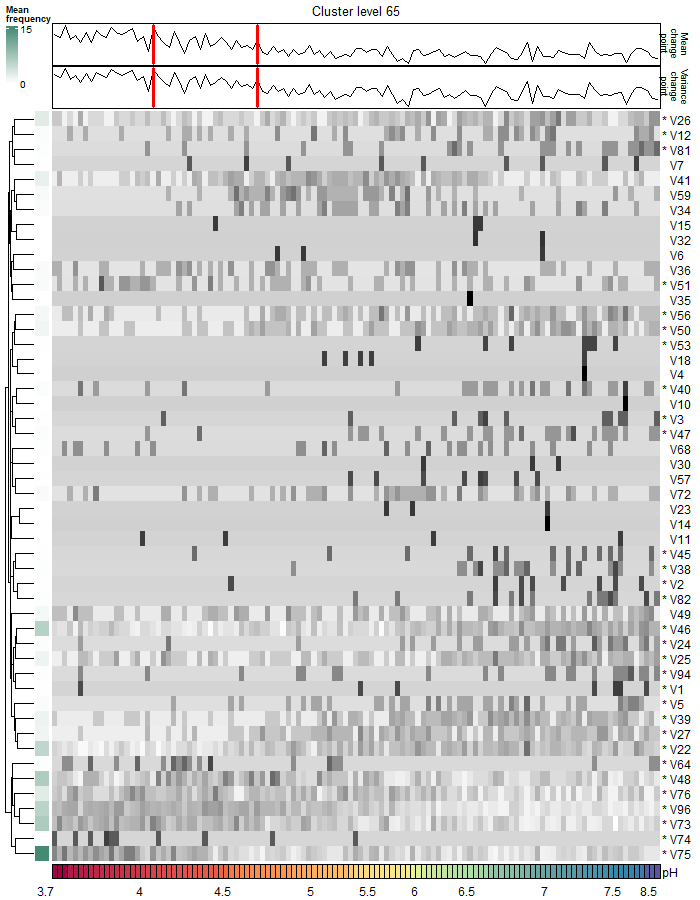 Cluster level 65
Mean
frequency
15
0
Mean
change
point
Variance
change
point
* V26
* V12
* V81
V7
V41
V59
V34
V15
V32
V6
V36
* V51
V35
* V56
* V50
* V53
V18
V4
* V40
V10
* V3
* V47
V68
V30
V57
V72
V23
V14
V11
* V45
* V38
* V2
* V82
V49
* V46
* V24
* V25
* V94
* V1
* V5
* V39
* V27
* V22
* V64
* V48
* V76
* V96
* V73
* V74
* V75
pH
3.7 4 4.5 5 5.5 6 6.5 7 7.5 8.5